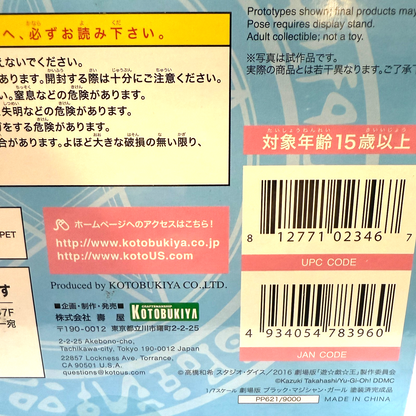 Prototypes shown; final products may
Pose requires display stand.
Adult collectible; not a toy.
※写真は試作品です。
実際の商品とは若干異なります。ご了承
へ、必ずお読み下さい。
えないでください。
あります。開封する際は十分にご注意ください。
い。窒息などの危険があります。
失明などの危険があります。
をする危険があります。
合があります。よほど大きな破損の無い限り、
対象年齢15歳以上
8 12771 02346 7
UPC CODE
4 934054 783960
JAN CODE
PET
ホームページへのアクセスはこちら!
http://www.kotobukiya.co.jp
http://www.kotoUS.com
Produced by KOTOBUKIYA CO.,LTD.
■企画・制作・発売■
株式会社 壽 屋
CRAFTSMANSHIP
KOTOBUKIYA
〒190-0012 東京都立川市曙町2-2-25
2-2-25 Akebono-cho,
Tachikawa-city, Tokyo 190-0012 Japan
22857 Lockness Ave. Torrance,
CA 90501 U.S.A.
questions@kotous.com
©高橋和希 スタジオ・ダイス/2016 劇場版「遊☆戯☆王」製作委員会
©Kazuki Takahashi/Yu-Gi-Oh! DDMC
1/7スケール 劇場版 ブラック・マジシャン・ガール 塗装済完成品
PP621/9000 MADE IN CHINA